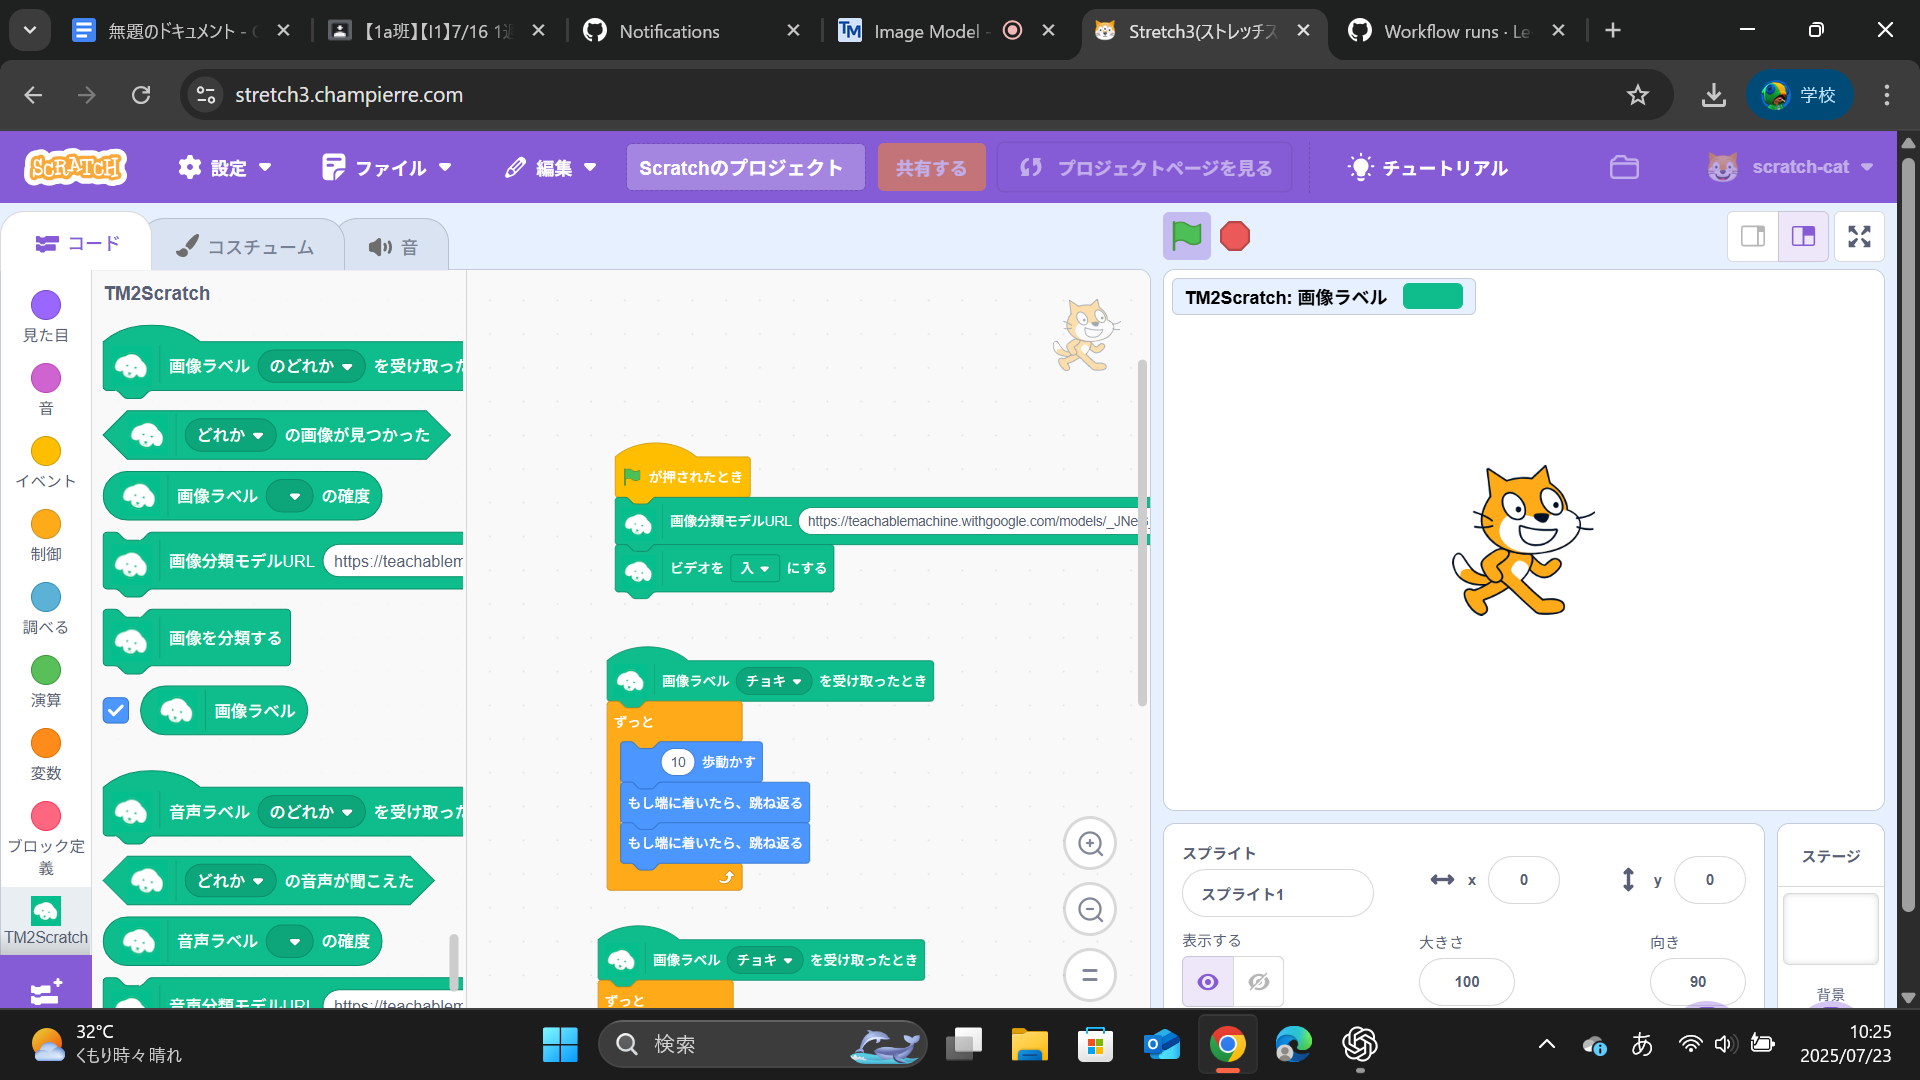 無題のドキュメント -
【1a班】【I1】7/16 1
Notifications
Image Model -
Stretch3(ストレッチス
Workflow runs · Le
stretch3.champierre.com
学校
SCRATCH
設定
ファイル
編集
Scratchのプロジェクト
共有する
プロジェクトページを見る
チュートリアル
scratch-cat
コード
コスチューム
音
見た目
音
イベント
制御
調べる
演算
変数
ブロック定
義
TM2Scratch
TM2Scratch
画像ラベル のどれか を受け取った
どれか の画像が見つかった
画像ラベル の確度
画像分類モデルURL https://teachablem
画像を分類する
画像ラベル
音声ラベル のどれか を受け取った
どれか の音声が聞こえた
音声ラベル の確度
音声分類モデルURL https://teachablem
が押されたとき
画像分類モデルURL https://teachablemachine.withgoogle.com/models/_JNe
ビデオを 入 にする
画像ラベル チョキ を受け取ったとき
ずっと
10 歩動かす
もし端に着いたら、跳ね返る
もし端に着いたら、跳ね返る
画像ラベル チョキ を受け取ったとき
ずっと
TM2Scratch: 画像ラベル
スプライト
スプライト1
x 0
y 0
表示する
大きさ
100
向き
90
ステージ
背景
32°C
くもり時々晴れ
検索
あ
10:25
2025/07/23